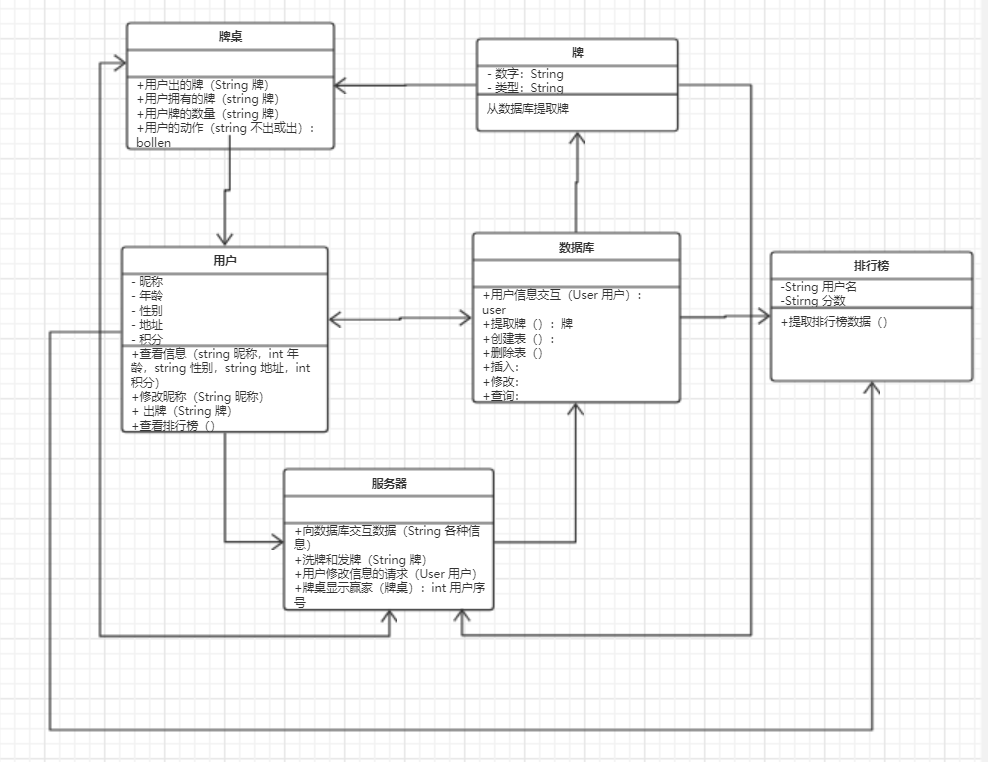 牌桌
+用户出的牌（String 牌）
+用户拥有的牌（string 牌）
+用户牌的数量（string 牌）
+用户的动作（string 不出或出）：
bollen
牌
- 数字：String
- 类型：String
从数据库提取牌
用户
- 昵称
- 年龄
- 性别
- 地址
- 积分
+查看信息（string 昵称，int 年
龄，string 性别，string 地址，int
积分）
+修改昵称（String 昵称）
+ 出牌（String 牌）
+查看排行榜（）
数据库
+用户信息交互（User 用户）：
user
+提取牌（）：牌
+创建表（）：
+删除表（）
+插入：
+修改：
+查询：
排行榜
-String 用户名
-Stirng 分数
+提取排行榜数据（）
服务器
+向数据库交互数据（String 各种信
息）
+洗牌和发牌（String 牌）
+用户修改信息的请求（User 用户）
+牌桌显示赢家（牌桌）：int 用户序
号